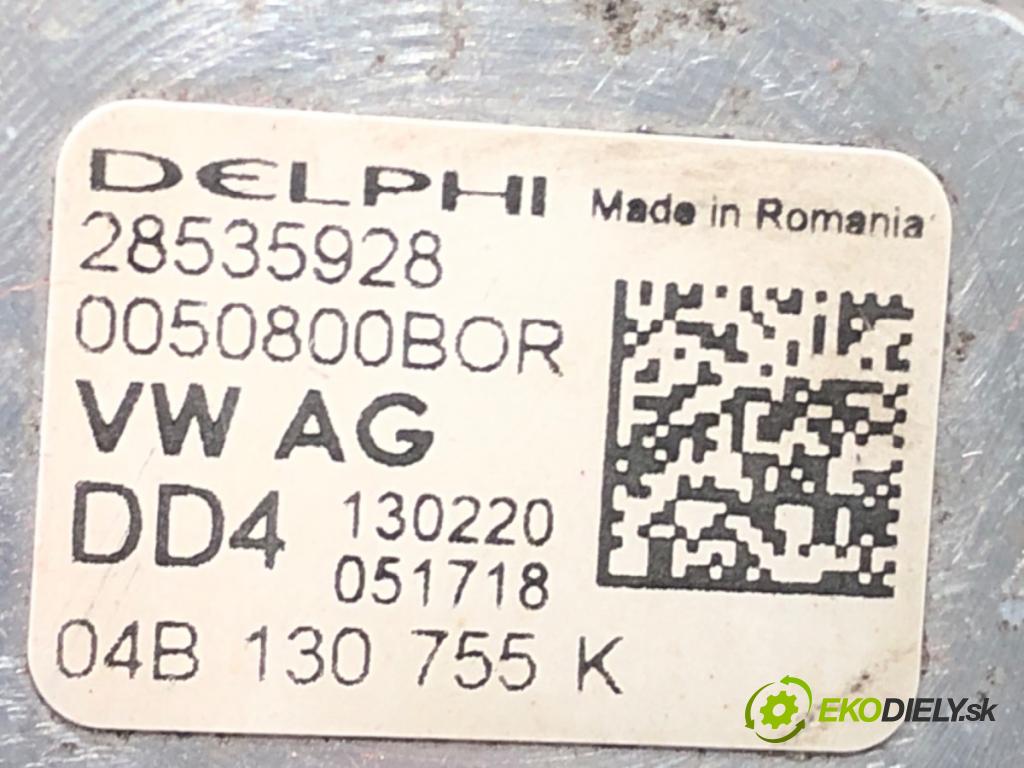 DELPHI Made in Romania
28535928
0050800BOR
VW AG
DD4 130220
051718
04B 130 755 K
EKODIELY.sk